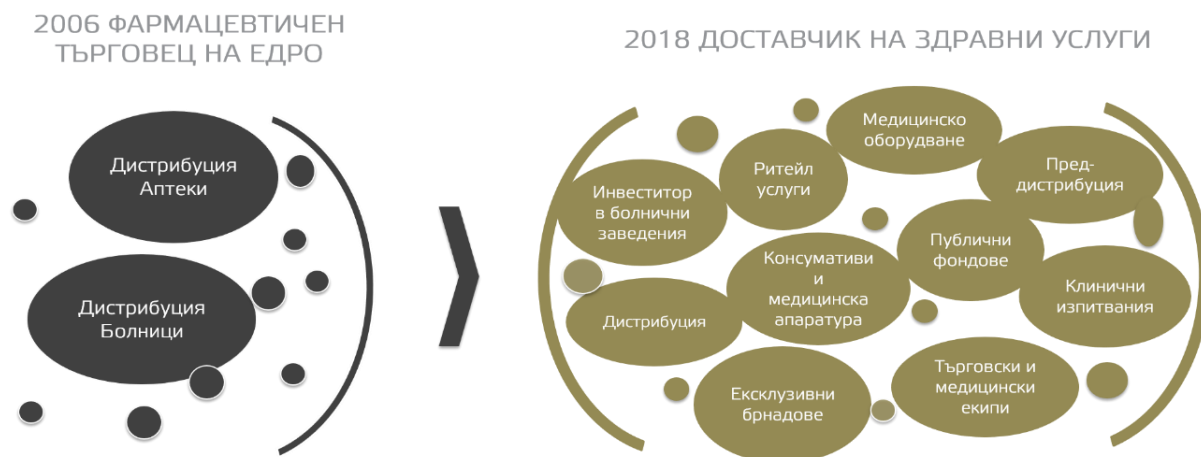 2006 ФАРМАЦЕВТИЧЕН
ТЪРГОВЕЦ НА ЕДРО
Дистрибуция
Аптеки
Дистрибуция
Болници
2018 ДОСТАВЧИК НА ЗДРАВНИ УСЛУГИ
Медицинско
оборудване
Ритейл
услуги
Пред-
дистрибуция
Инвеститор
в болнични
заведения
Публични
фондове
Консумативи
и
медицинска
апаратура
Клинични
изпитвания
Дистрибуция
Ексклузивни
брнадове
Търговски и
медицински
екипи